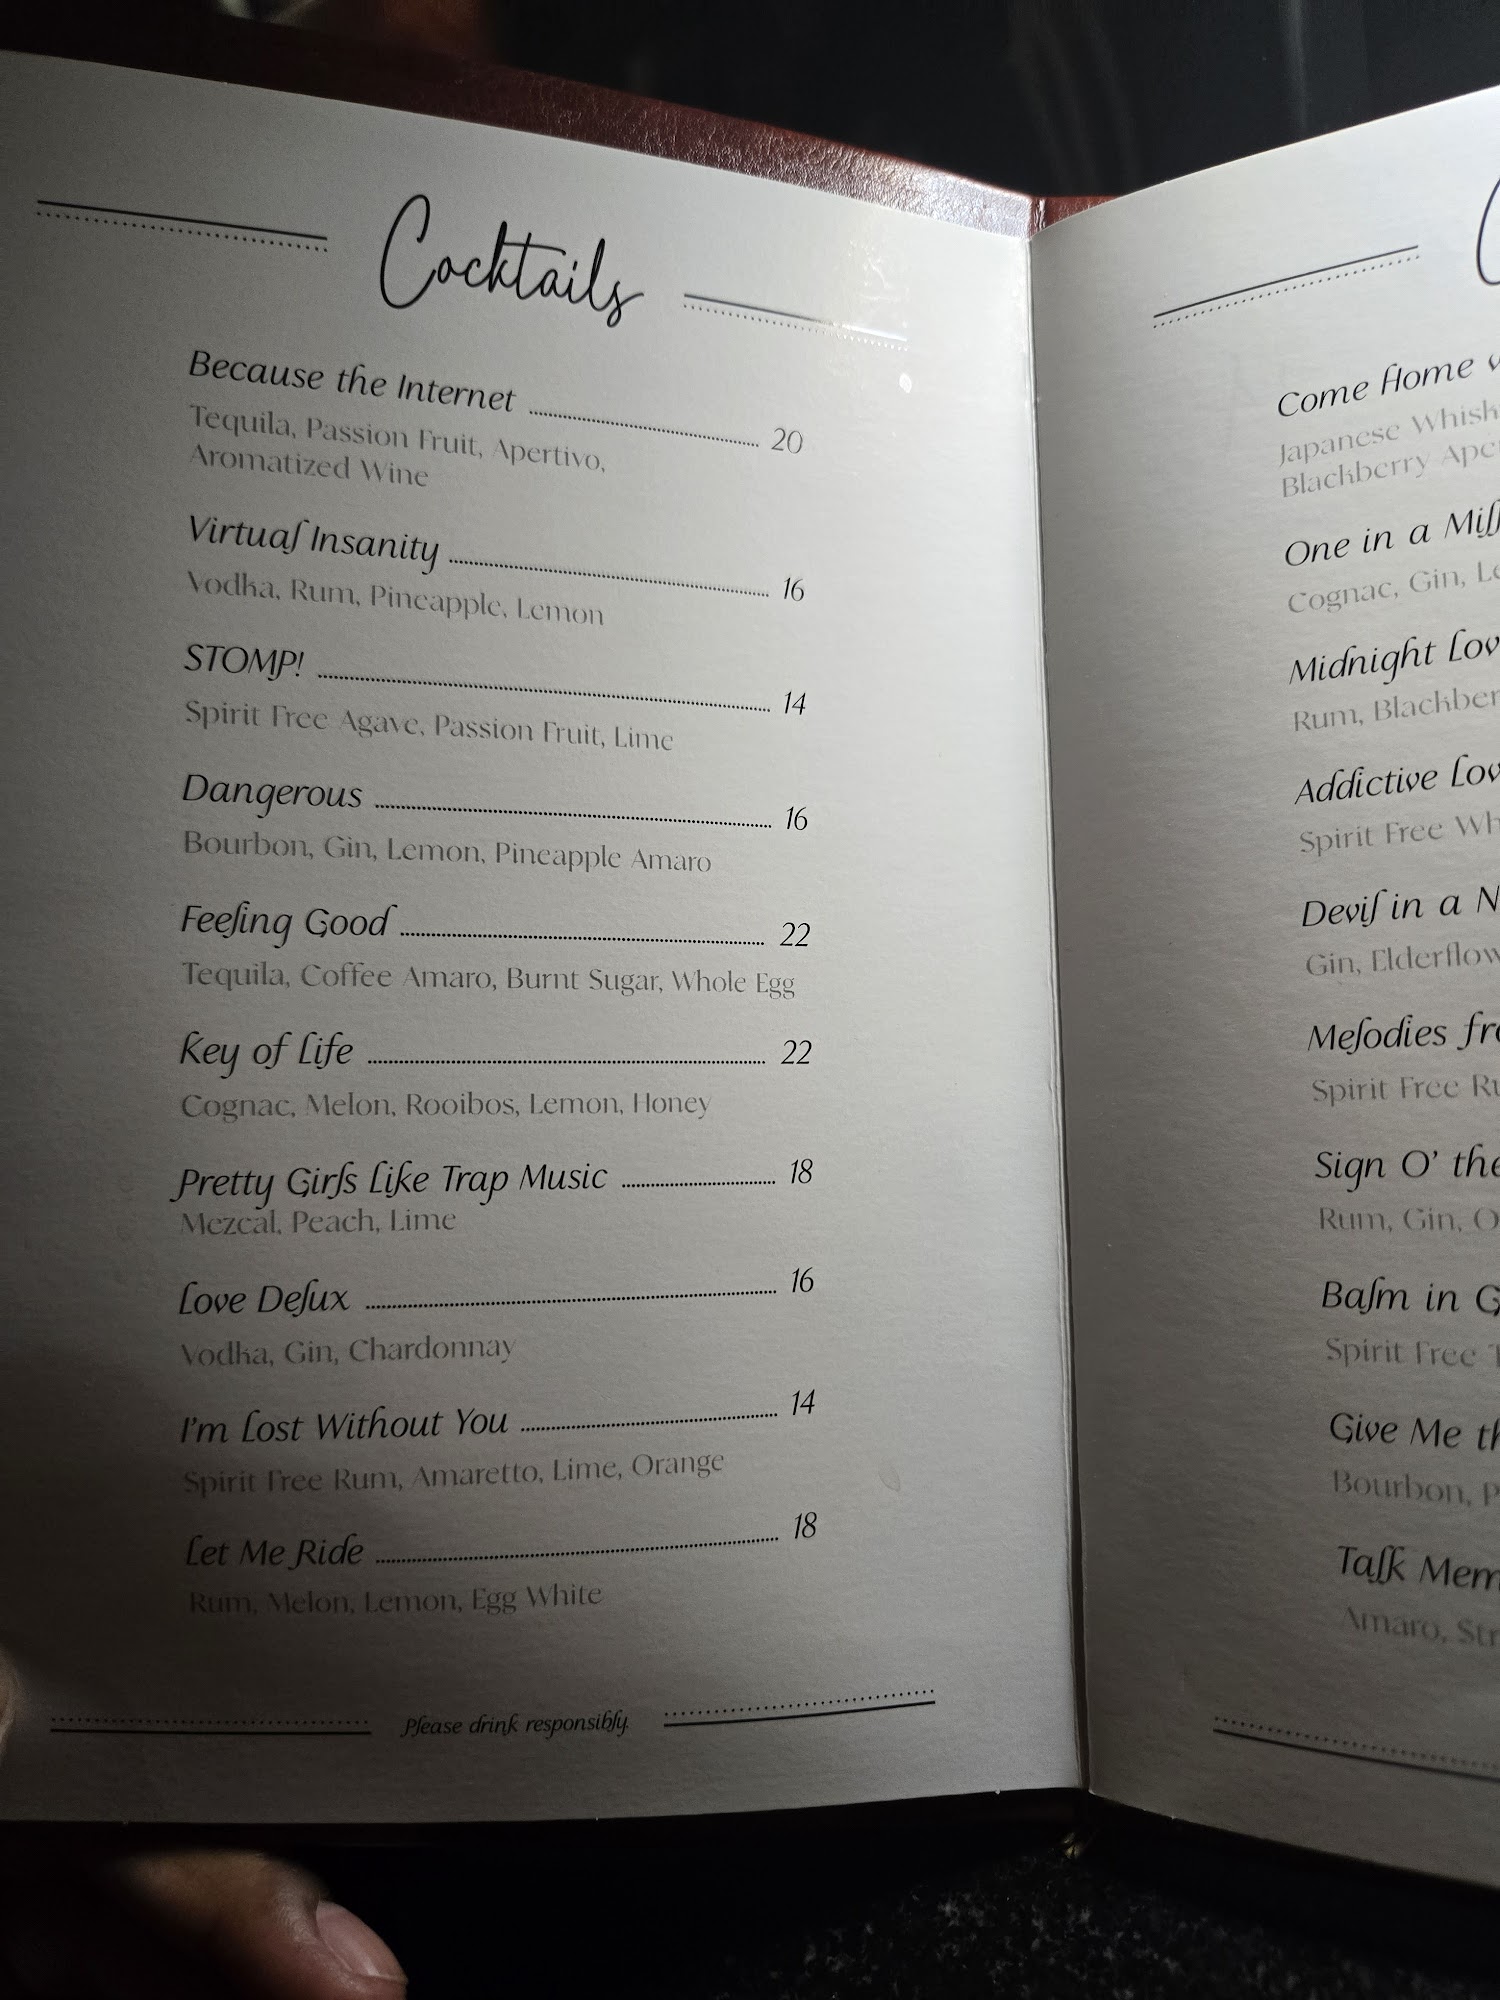 Cocktails
Because the Internet 20
Tequila, Passion Fruit, Apertivo,
Aromatized Wine
Virtual Insanity 16
Vodka, Rum, Pineapple, Lemon
STOMP! 14
Spirit Free Agave, Passion Fruit, Lime
Dangerous 16
Bourbon, Gin, Lemon, Pineapple Amaro
Feeling Good 22
Tequila, Coffee Amaro, Burnt Sugar, Whole Egg
Key of Life 22
Cognac, Melon, Rooibos, Lemon, Honey
Pretty Girls Like Trap Music 18
Mezcal, Peach, Lime
Love Delux 16
Vodka, Gin, Chardonnay
I'm Lost Without You 14
Spirit Free Rum, Amaretto, Lime, Orange
Let Me Ride 18
Rum, Melon, Lemon, Egg White
Please drink responsibly.
Come Home
Japanese
Blackberry
One in a
Cognac, Gin,
Midnight
Rum,
Addictive
Spirit Free
Devil in a
Gin,
Melodies
Spirit Free
Sign O'
Rum, Gin,
Balm in
Spirit Free
Give Me
Bourbon,
Talk
Amaro,